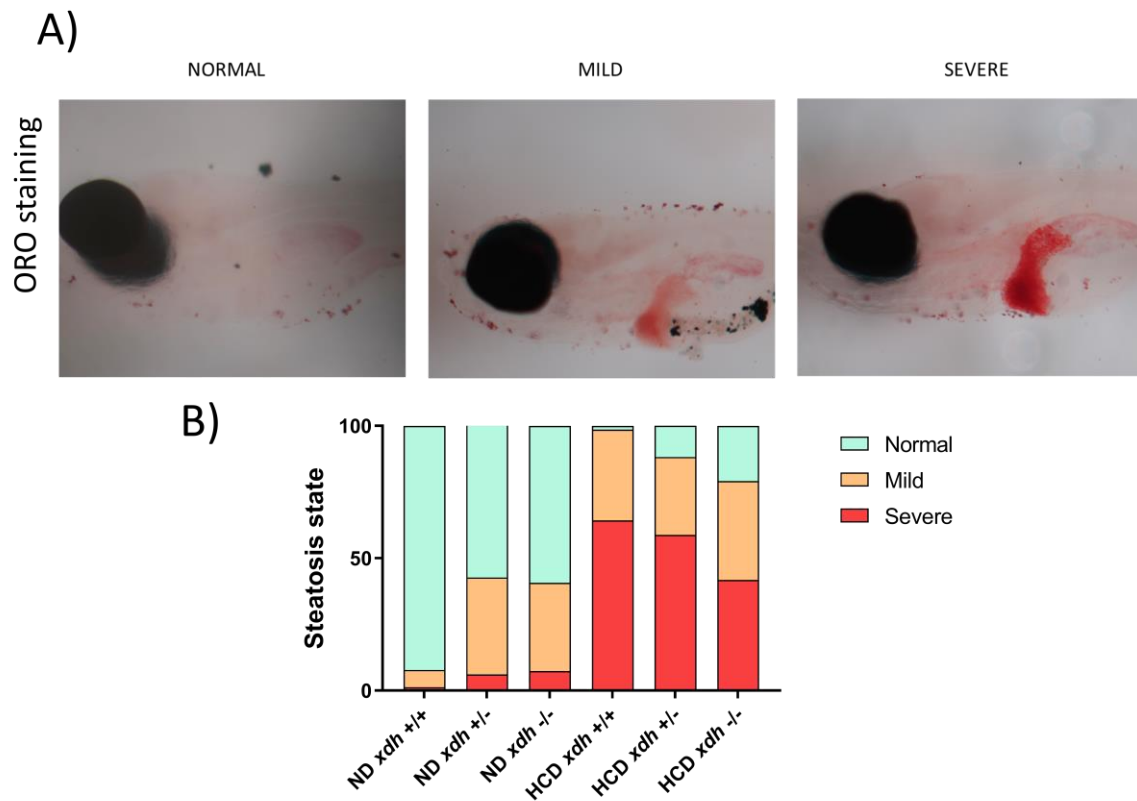 A)
NORMAL
MILD
SEVERE
ORO staining
B)
Steatosis state
100
50
0
ND xdh +/+
ND xdh +/-
ND xdh -/-
HCD xdh +/+
HCD xdh +/-
HCD xdh -/-
Normal
Mild
Severe